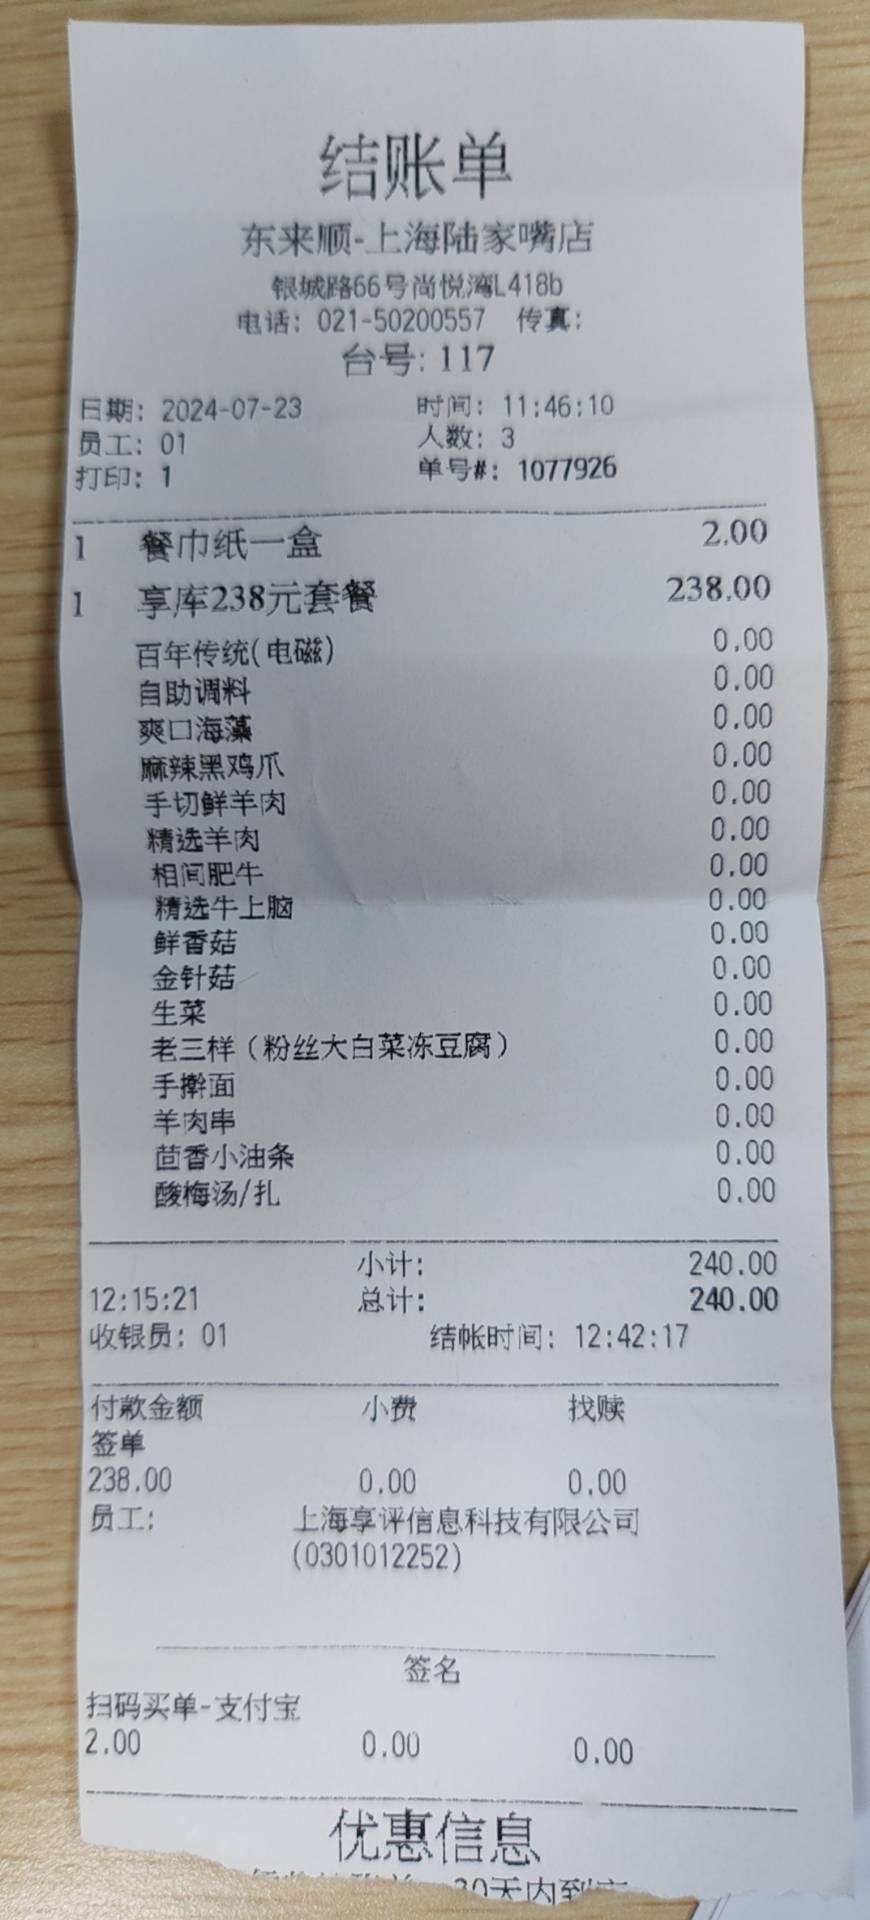 结账单
东来顺-上海陆家嘴店
银城路66号尚悦湾L418b
电话: 021-50200557 传真:
台号: 117
日期: 2024-07-23 时间: 11:46:10
员工: 01 人数: 3
打印: 1 单号#: 1077926
1 餐巾纸一盒 2.00
1 享库238元套餐 238.00
百年传统(电磁) 0.00
自助调料 0.00
爽口海藻 0.00
麻辣黑鸡爪 0.00
手切鲜羊肉 0.00
精选羊肉 0.00
相间肥牛 0.00
精选牛上脑 0.00
鲜香菇 0.00
金针菇 0.00
生菜 0.00
老三样（粉丝大白菜冻豆腐） 0.00
手擀面 0.00
羊肉串 0.00
茴香小油条 0.00
酸梅汤/扎 0.00
小计: 240.00
12:15:21 总计: 240.00
收银员: 01 结帐时间: 12:42:17
付款金额 小费 找赎
签单
238.00 0.00 0.00
员工: 上海享评信息科技有限公司
(0301012252)
签名
扫码买单-支付宝
2.00 0.00 0.00
优惠信息
30天内到